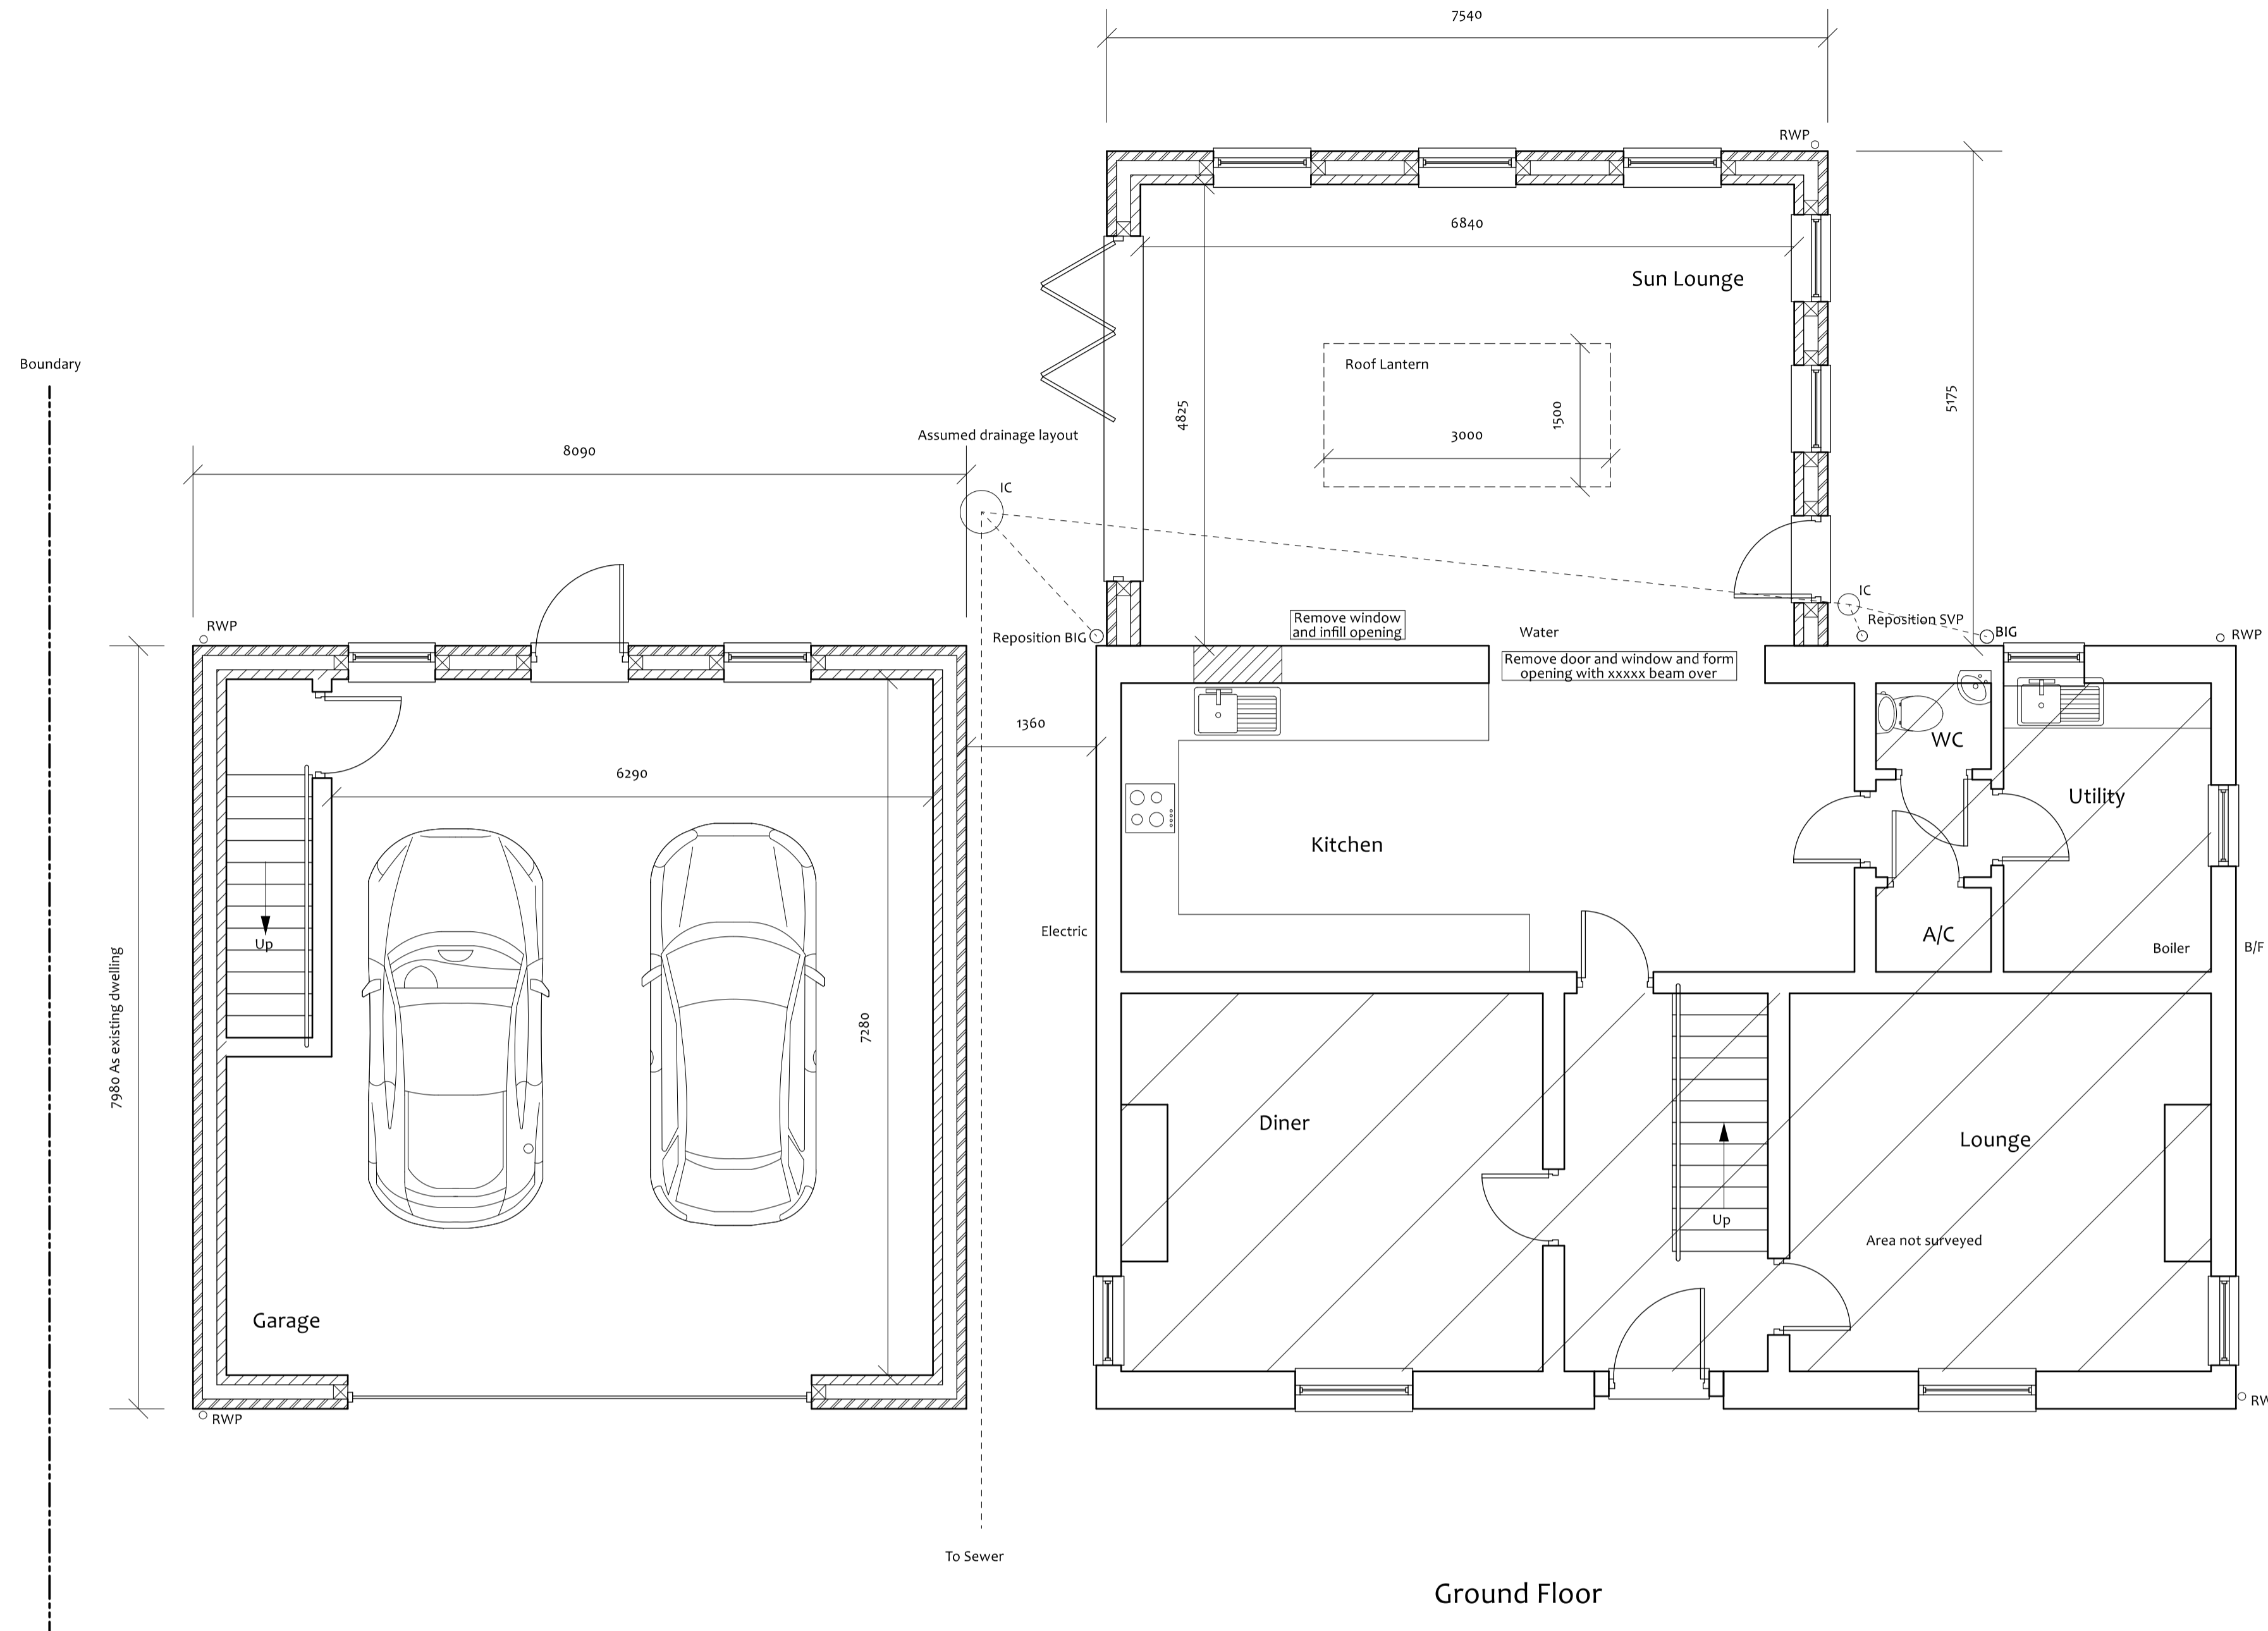 7540
RWP
6840
Sun Lounge
Boundary
Roof Lantern
4825
1500
5175
3000
Assumed drainage layout
8090
IC
IC
Remove window
and infill opening
Reposition SVP
RWP
Reposition BIG
Water
BIG
RWP
Remove door and window and form
opening with xxxxx beam over
1360
WC
6290
Utility
Kitchen
Electric
A/C
Up
Boiler
B/F
7980 As existing dwelling
7280
Diner
Lounge
Up
Area not surveyed
Garage
RWP
To Sewer
Ground Floor